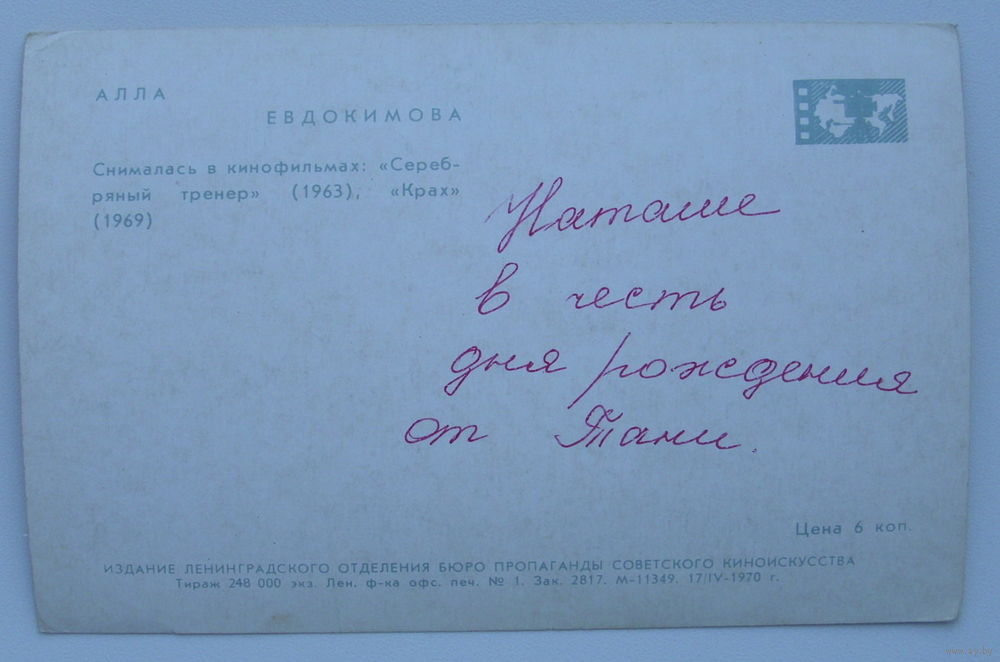 АЛЛА
ЕВДОКИМОВА
Снималась в кинофильмах: «Сереб-
ряный тренер» (1963), «Крах»
(1969)
Наташе
в честь
дня рождения
от Тани.
Цена 6 коп.
ИЗДАНИЕ ЛЕНИНГРАДСКОГО ОТДЕЛЕНИЯ БЮРО ПРОПАГАНДЫ СОВЕТСКОГО КИНОИСКУССТВА
Тираж 248 000 экз. Лен. ф-ка офс. печ. № 1. Зак. 2817. М-11349. 17/IV-1970 г.